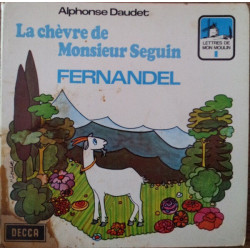 Alphonse Daudet
La chèvre de
Monsieur Seguin
FERNANDEL
LETTRES DE
MON MOULIN
DECCA